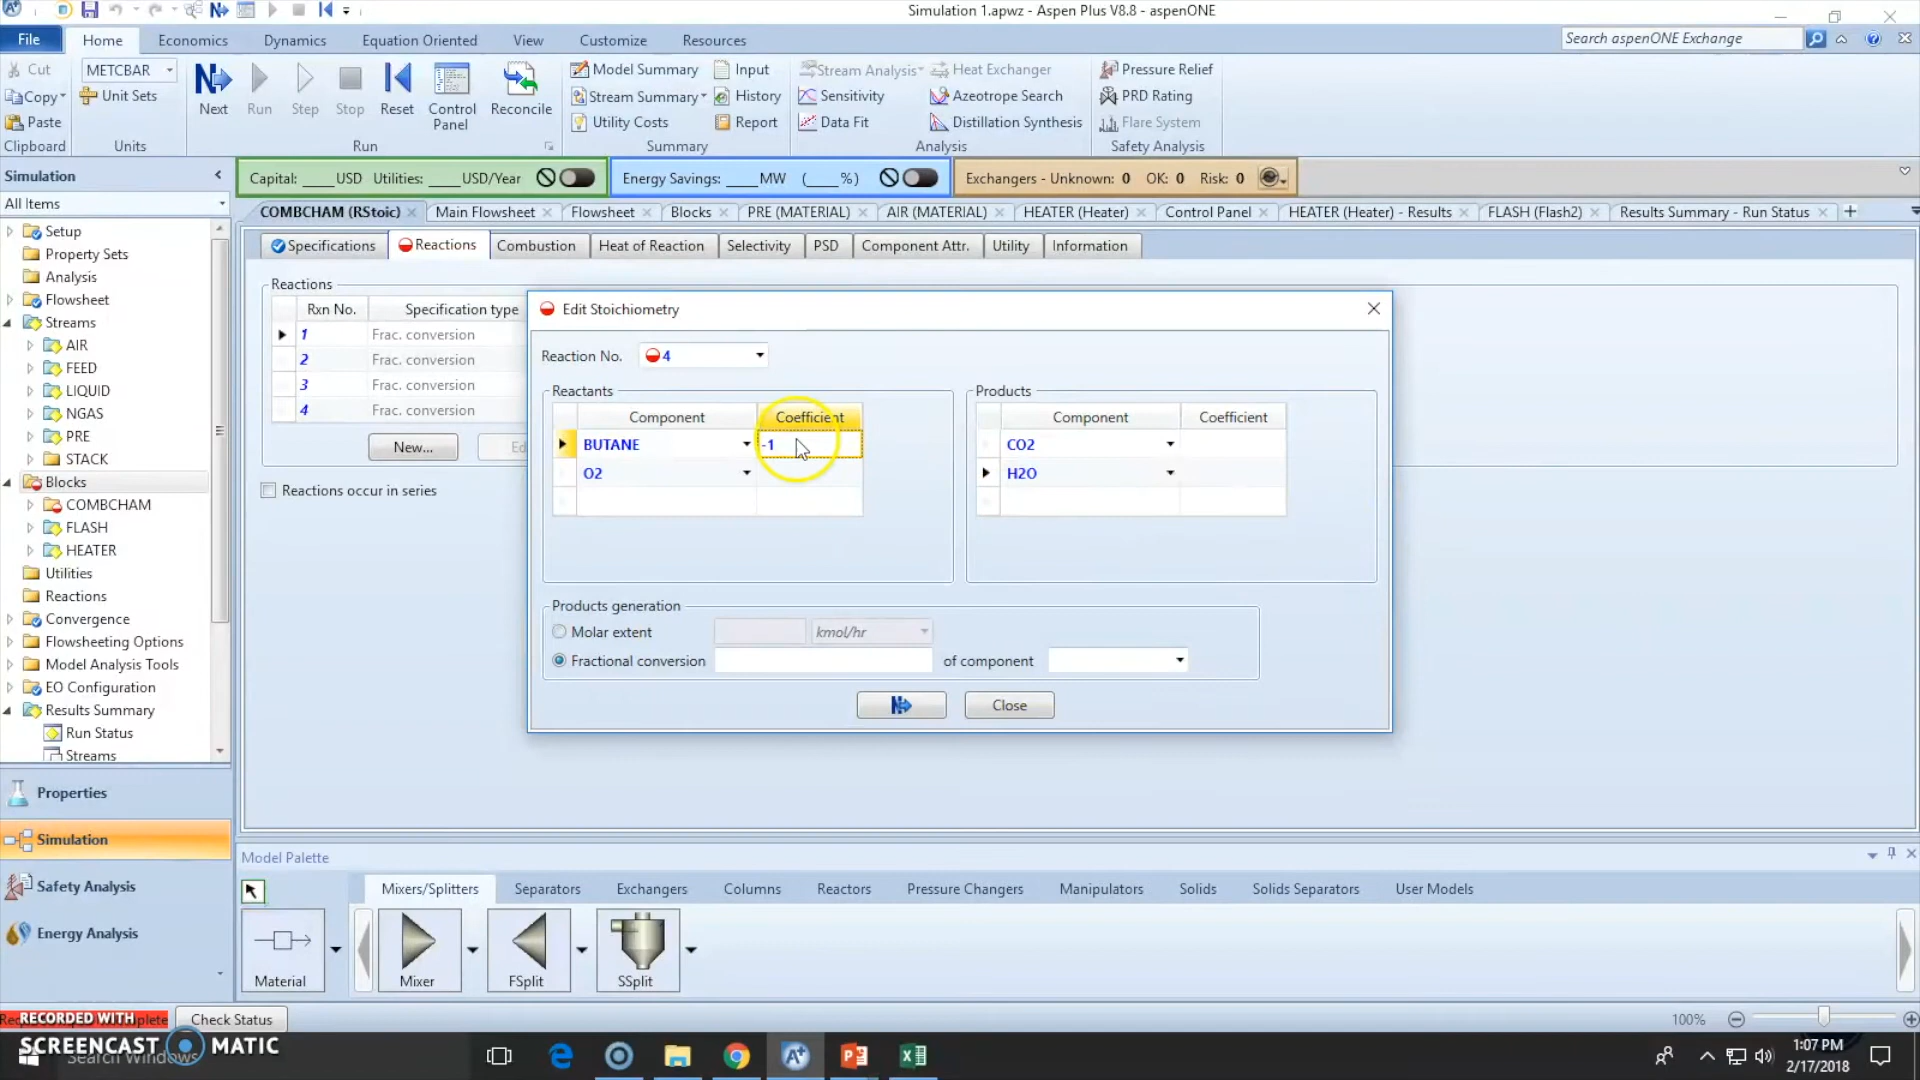 Simulation 1.apwz - Aspen Plus V8.8 - aspenONE
File Home Economics Dynamics Equation Oriented View Customize Resources
Search aspenONE Exchange
Cut
Copy
Paste
Clipboard
METCBAR
Unit Sets
Units
Next Run Step Stop Reset Control Panel Reconcile
Run
Model Summary Input
Stream Summary History
Utility Costs Report
Summary
Stream Analysis Heat Exchanger
Sensitivity Azeotrope Search
Data Fit Distillation Synthesis
Analysis
Pressure Relief
PRD Rating
Flare System
Safety Analysis
Capital: ____ USD Utilities: ____ USD/Year
Energy Savings: ____ MW (____ %)
Exchangers - Unknown: 0 OK: 0 Risk: 0
COMBCHAM (RStoic) Main Flowsheet Flowsheet Blocks PRE (MATERIAL) AIR (MATERIAL) HEATER (Heater) Control Panel HEATER (Heater) - Results FLASH (Flash2) Results Summary - Run Status
Specifications Reactions Combustion Heat of Reaction Selectivity PSD Component Attr. Utility Information
Simulation
All Items
Setup
Property Sets
Analysis
Flowsheet
Streams
AIR
FEED
LIQUID
NGAS
PRE
STACK
Blocks
COMBCHAM
FLASH
HEATER
Utilities
Reactions
Convergence
Flowsheeting Options
Model Analysis Tools
EO Configuration
Results Summary
Run Status
Streams
Properties
Simulation
Safety Analysis
Energy Analysis
Reactions
Rxn No. Specification type
1 Frac. conversion
2 Frac. conversion
3 Frac. conversion
4 Frac. conversion
New...
Reactions occur in series
Edit Stoichiometry
Reaction No. 4
Reactants
Component Coefficient
BUTANE -1
O2
Products
Component Coefficient
CO2
H2O
Products generation
Molar extent kmol/hr
Fractional conversion of component
Close
Model Palette
Mixers/Splitters Separators Exchangers Columns Reactors Pressure Changers Manipulators Solids Solids Separators User Models
Material Mixer FSplit SSplit
RECORDED WITH
SCREENCAST MATIC
Check Status
100%
Search Windows
1:07 PM
2/17/2018